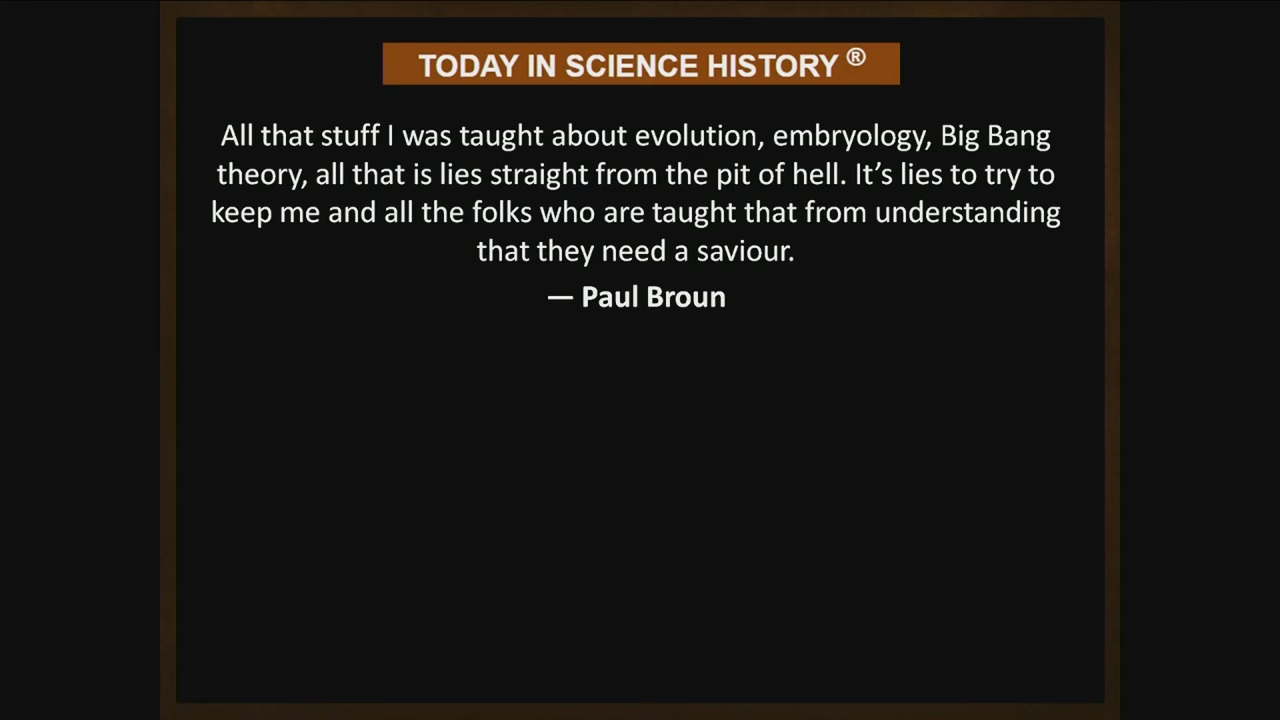 TODAY IN SCIENCE HISTORY ®
All that stuff I was taught about evolution, embryology, Big Bang
theory, all that is lies straight from the pit of hell. It’s lies to try to
keep me and all the folks who are taught that from understanding
that they need a saviour.
— Paul Broun